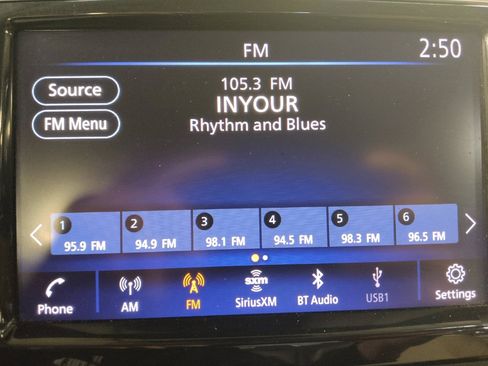 FM
2:50
Source
105.3 FM
INYOUR
FM Menu
Rhythm and Blues
1 2 3 4 5 6
95.9 FM 94.9 FM 98.1 FM 94.5 FM 98.3 FM 96.5 FM
Phone AM FM sxm SiriusXM BT Audio USB1 Settings